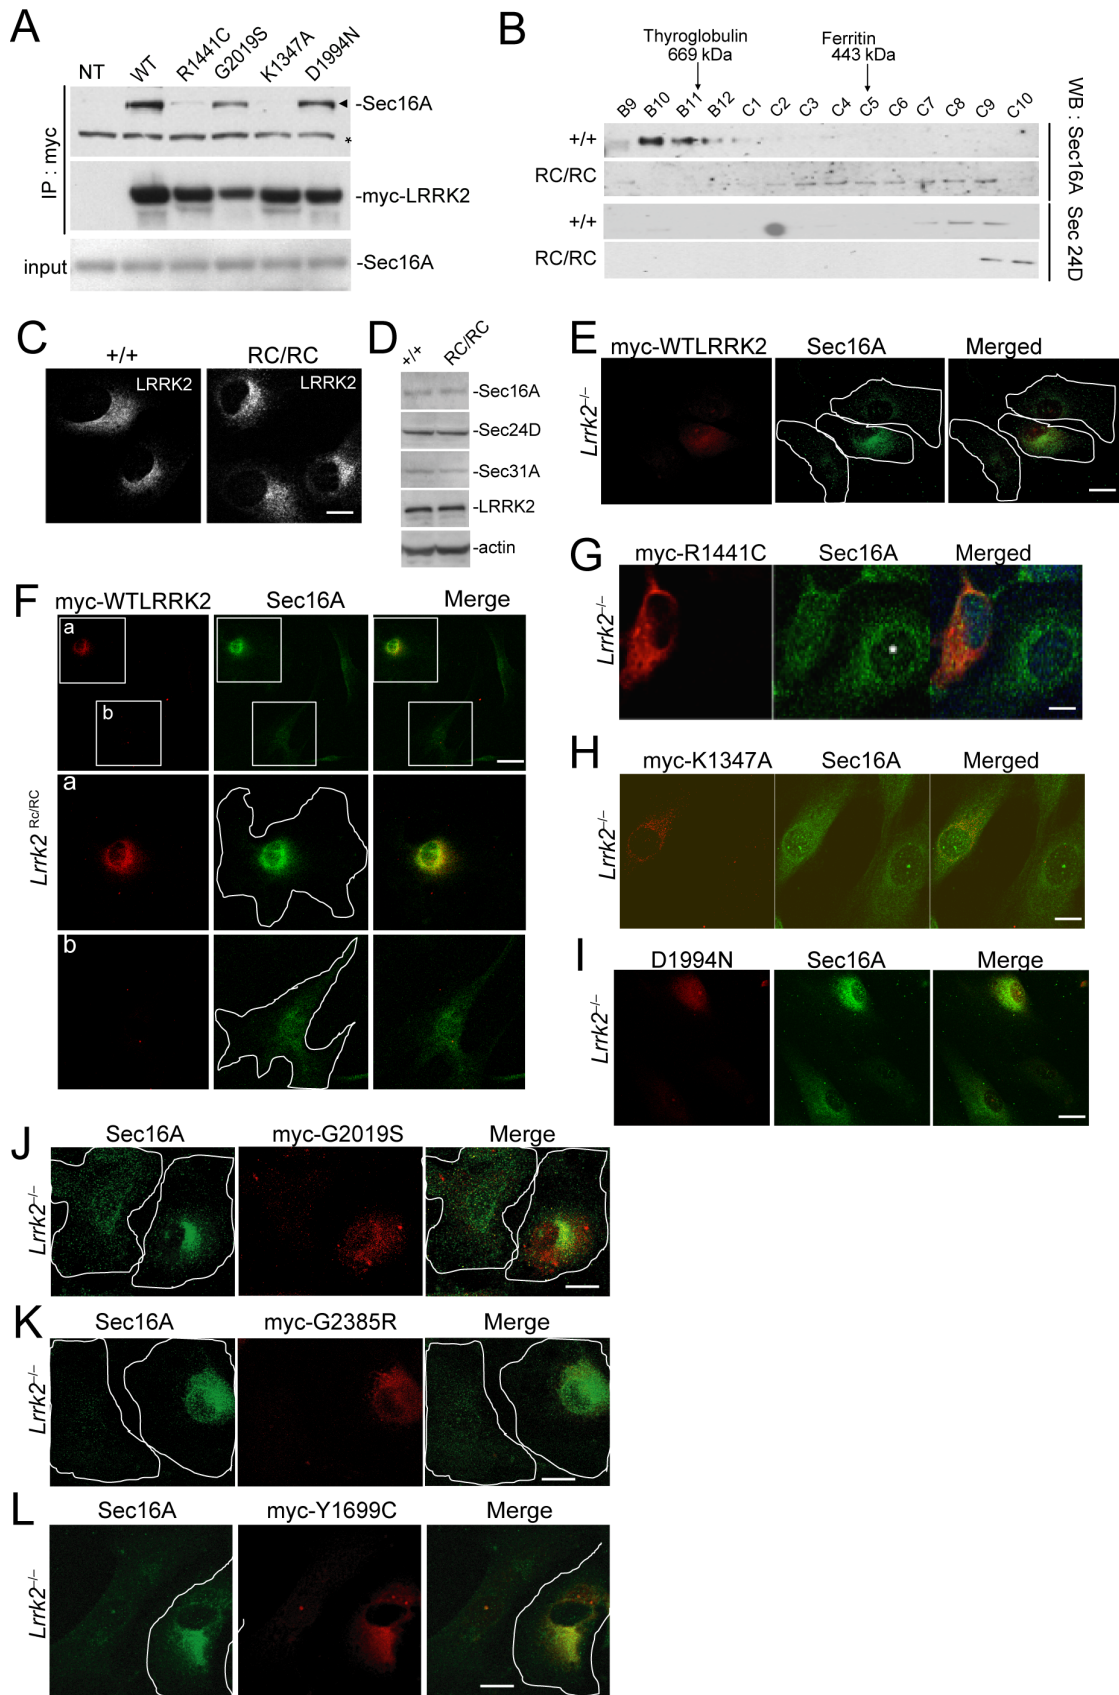 A
NT WT R1441C G2019S K1347A D1994N
IP : myc
-Sec16A
*
-myc-LRRK2
input
-Sec16A
B
Thyroglobulin Ferritin
669 kDa 443 kDa
B9 B10 B11 B12 C1 C2 C3 C4 C5 C6 C7 C8 C9 C10
+/+
RC/RC
+/+
RC/RC
WB : Sec16A
Sec 24D
C
+/+ RC/RC
LRRK2 LRRK2
D
+/+ RC/RC
-Sec16A
-Sec24D
-Sec31A
-LRRK2
-actin
E
myc-WTLRRK2 Sec16A Merged
Lrrk2–/–
F
myc-WTLRRK2 Sec16A Merge
a
b
a
b
Lrrk2 Rc/RC
G
myc-R1441C Sec16A Merged
Lrrk2–/–
*
H
myc-K1347A Sec16A Merged
Lrrk2–/–
I
D1994N Sec16A Merge
Lrrk2–/–
J
Sec16A myc-G2019S Merge
Lrrk2–/–
K
Sec16A myc-G2385R Merge
Lrrk2–/–
L
Sec16A myc-Y1699C Merge
Lrrk2–/–